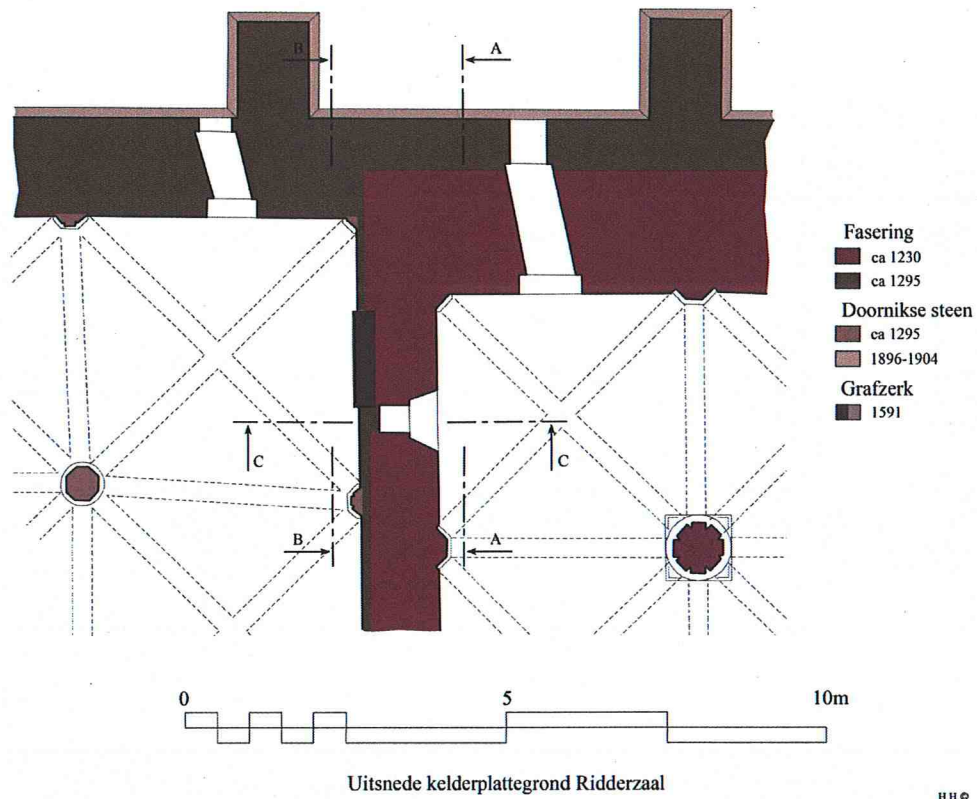 B
A
C
C
B
A
Fasering
ca 1230
ca 1295
Doornikse steen
ca 1295
1896-1904
Grafzerk
1591
0 5 10m
Uitsnede kelderplattegrond Ridderzaal
H H ©